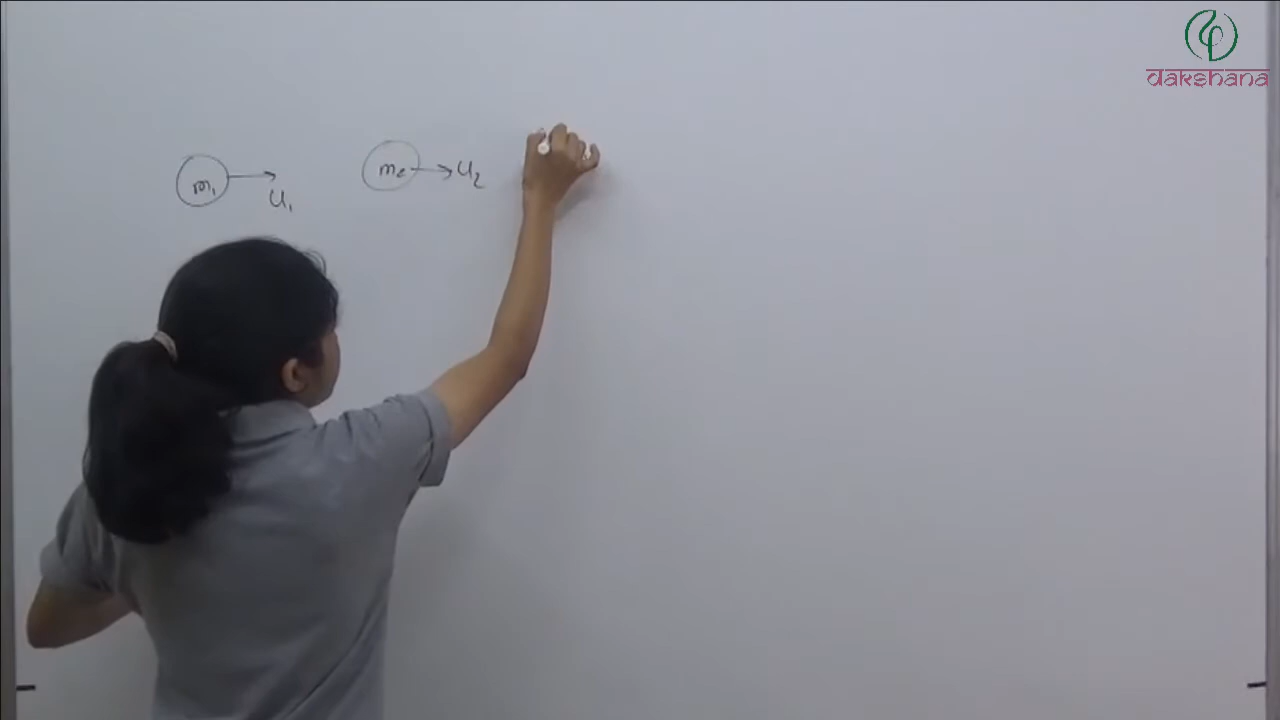 dakshana
m₁ u₁ m₂ u₂